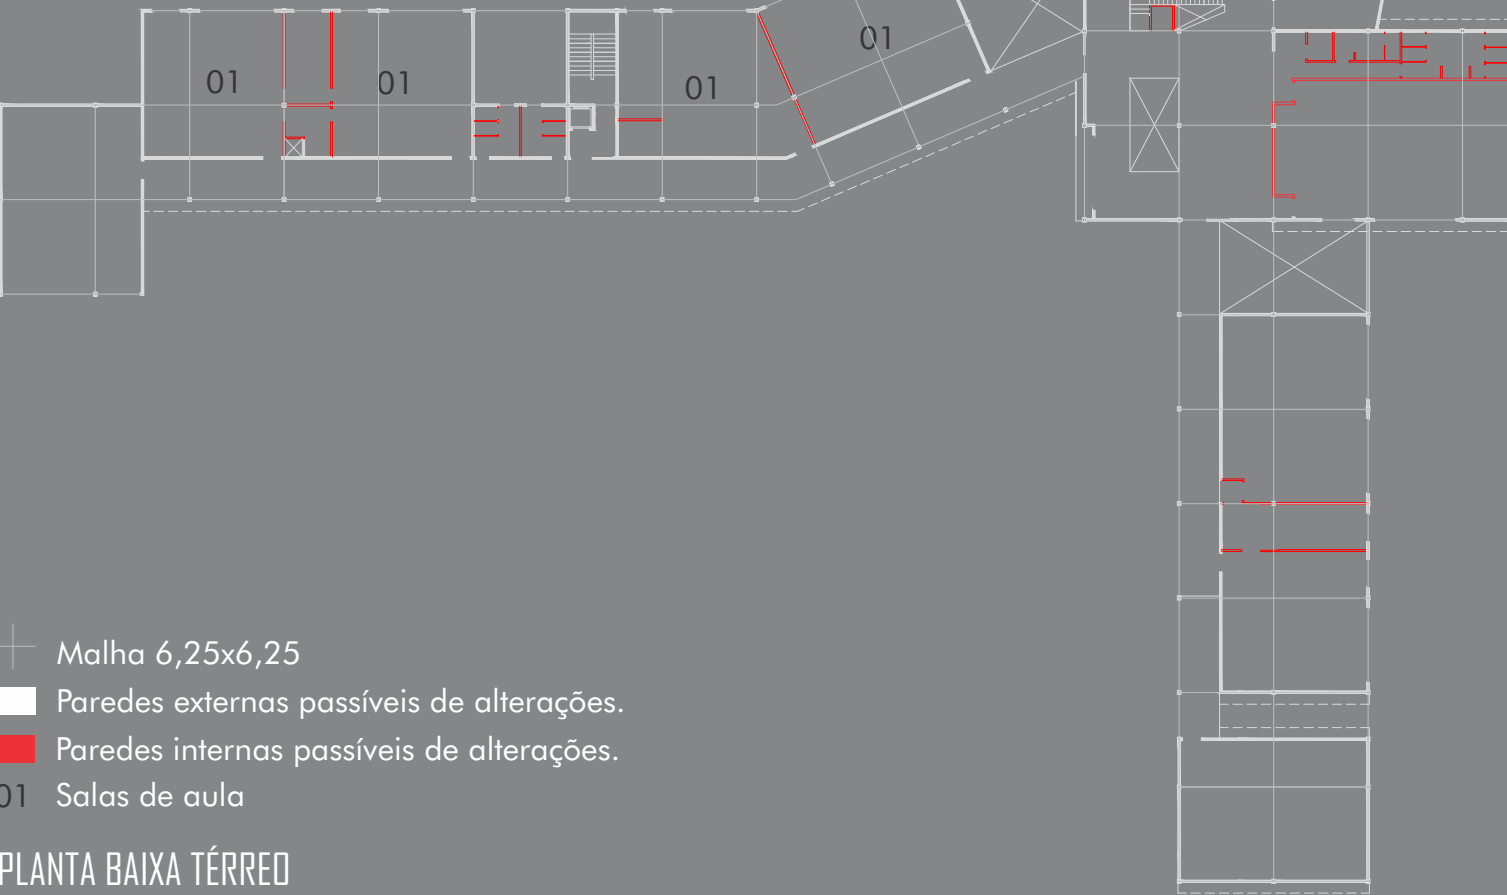 01
01
01
01
Malha 6,25x6,25
Paredes externas passíveis de alterações.
Paredes internas passíveis de alterações.
01 Salas de aula
PLANTA BAIXA TÉRREO